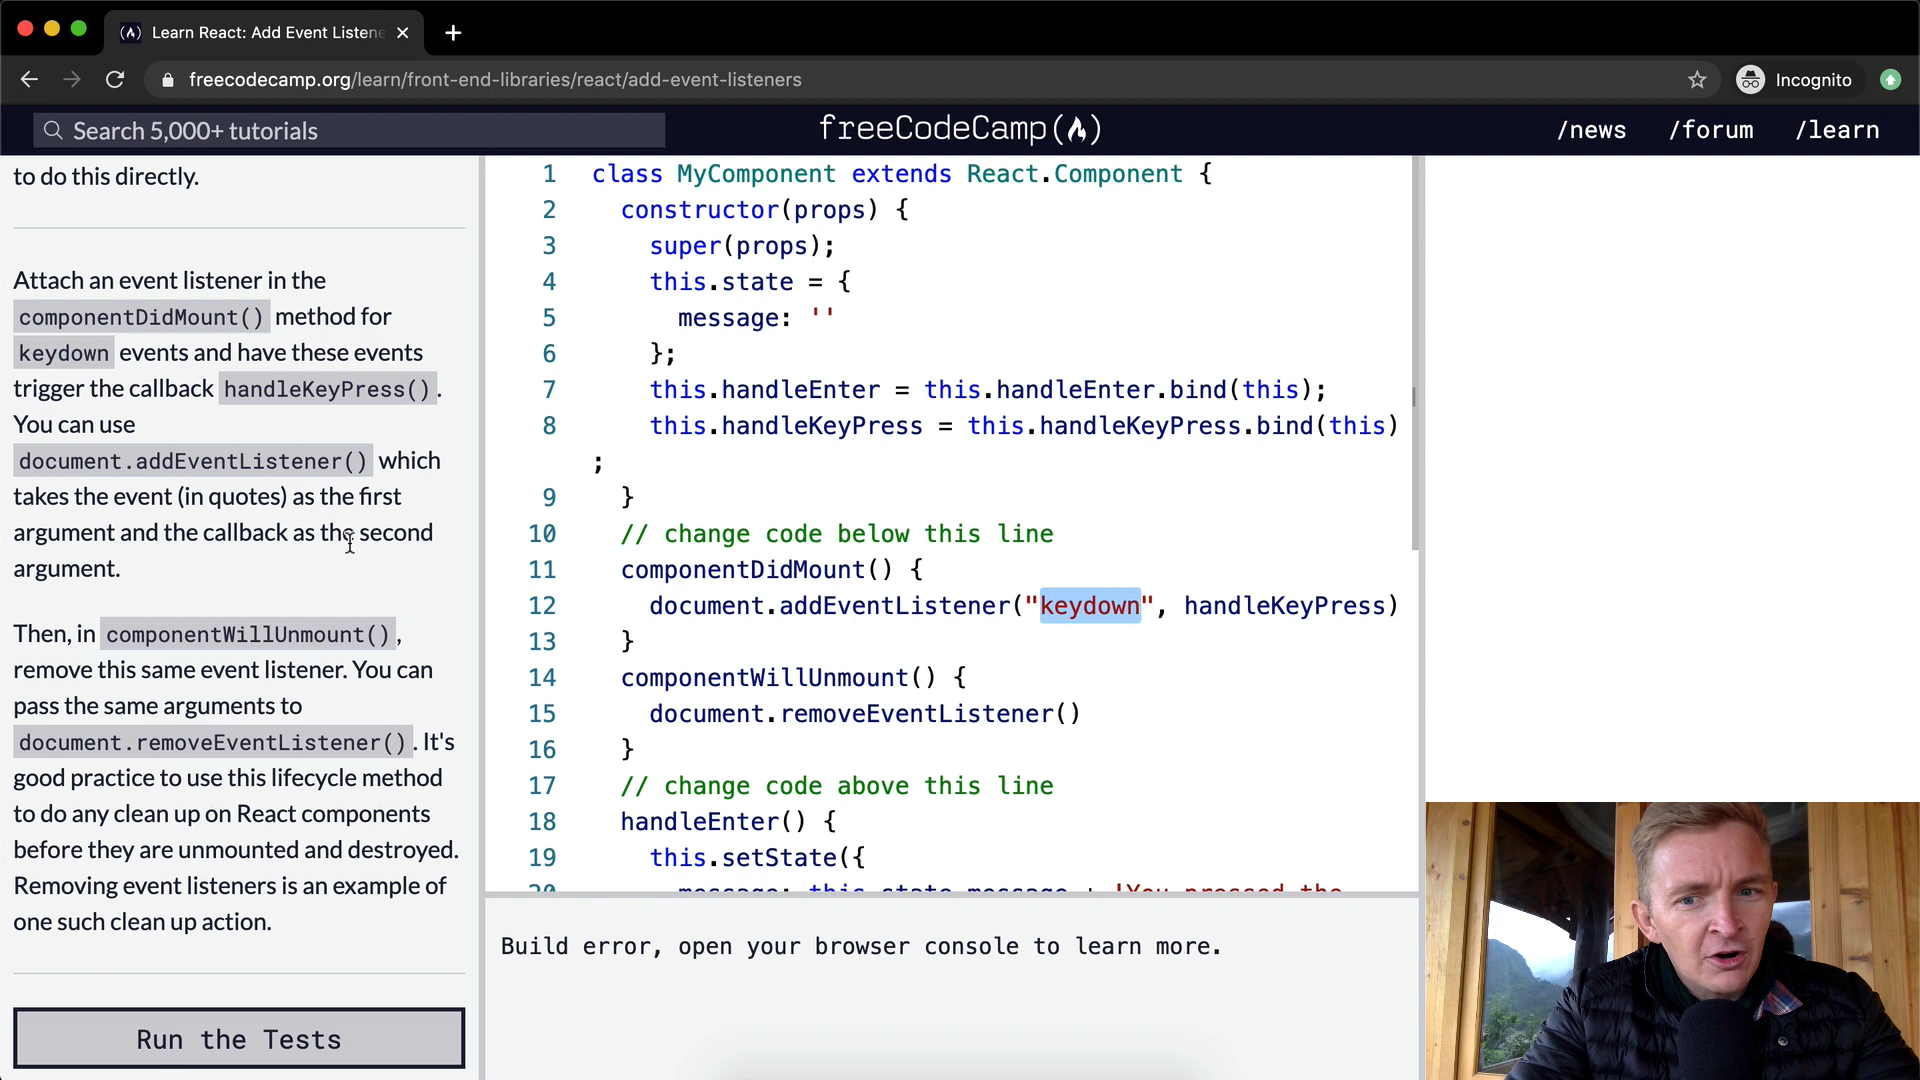 Learn React: Add Event Listene
freecodecamp.org/learn/front-end-libraries/react/add-event-listeners
Incognito
Search 5,000+ tutorials
freeCodeCamp
/news
/forum
/learn
to do this directly.
Attach an event listener in the
componentDidMount() method for
keydown events and have these events
trigger the callback handleKeyPress().
You can use
document.addEventListener() which
takes the event (in quotes) as the first
argument and the callback as the second
argument.
Then, in componentWillUnmount(),
remove this same event listener. You can
pass the same arguments to
document.removeEventListener(). It's
good practice to use this lifecycle method
to do any clean up on React components
before they are unmounted and destroyed.
Removing event listeners is an example of
one such clean up action.
Run the Tests
1 class MyComponent extends React.Component {
2 constructor(props) {
3 super(props);
4 this.state = {
5 message: ''
6 };
7 this.handleEnter = this.handleEnter.bind(this);
8 this.handleKeyPress = this.handleKeyPress.bind(this)
;
9 }
10 // change code below this line
11 componentDidMount() {
12 document.addEventListener("keydown", handleKeyPress)
13 }
14 componentWillUnmount() {
15 document.removeEventListener()
16 }
17 // change code above this line
18 handleEnter() {
19 this.setState({
20 message: this.state.message + 'You pressed the
Build error, open your browser console to learn more.